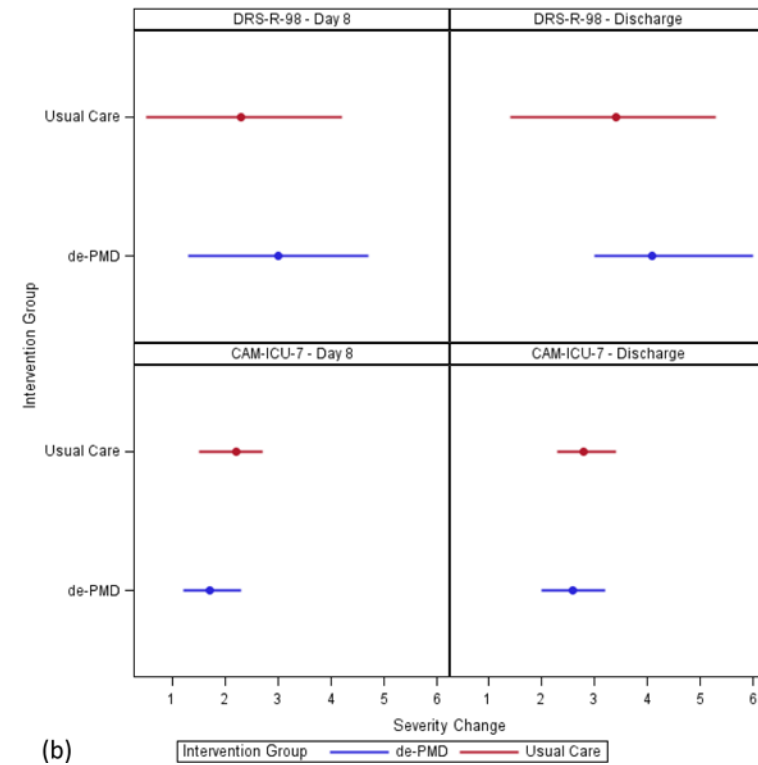 DRS-R-98 - Day 8
DRS-R-98 - Discharge
Usual Care
de-PMD
CAM-ICU-7 - Day 8
CAM-ICU-7 - Discharge
Usual Care
de-PMD
Intervention Group
1 2 3 4 5 6
1 2 3 4 5 6
Severity Change
(b)
Intervention Group de-PMD Usual Care